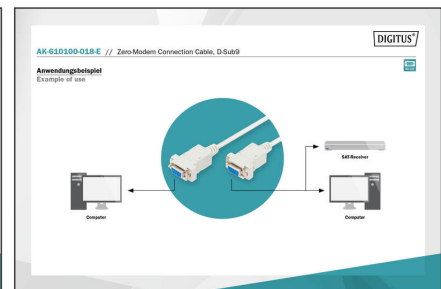 DIGITUS®
AK-610100-018-E // Zero-Modem Connection Cable, D-Sub9
Anwendungsbeispiel
Example of use
SAT-Receiver
Computer
Computer